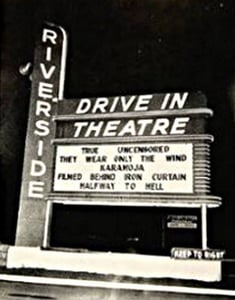 RIVERSIDE
DRIVE IN
THEATRE
TRUE UNCENSORED
THEY WEAR ONLY THE WIND
KARAMOJA
FILMED BEHIND IRON CURTAIN
HALFWAY TO HELL
KEEP TO RIGHT